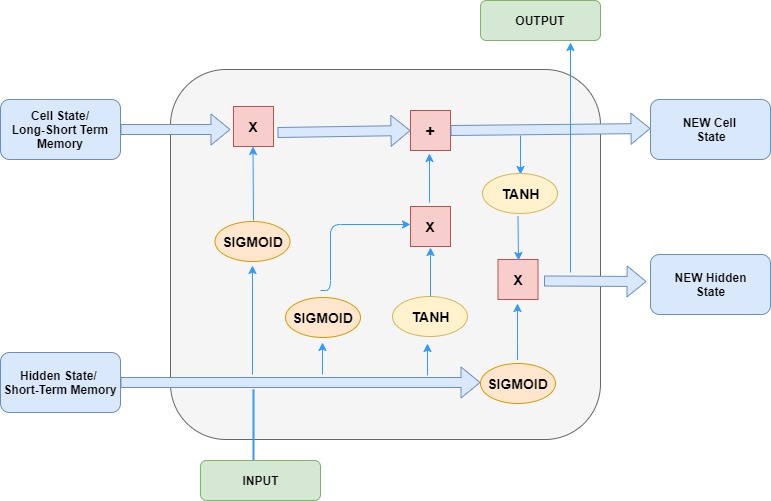 OUTPUT
Cell State/
Long-Short Term
Memory
X
+
NEW Cell
State
TANH
SIGMOID
X
X
NEW Hidden
State
SIGMOID
TANH
Hidden State/
Short-Term Memory
SIGMOID
INPUT